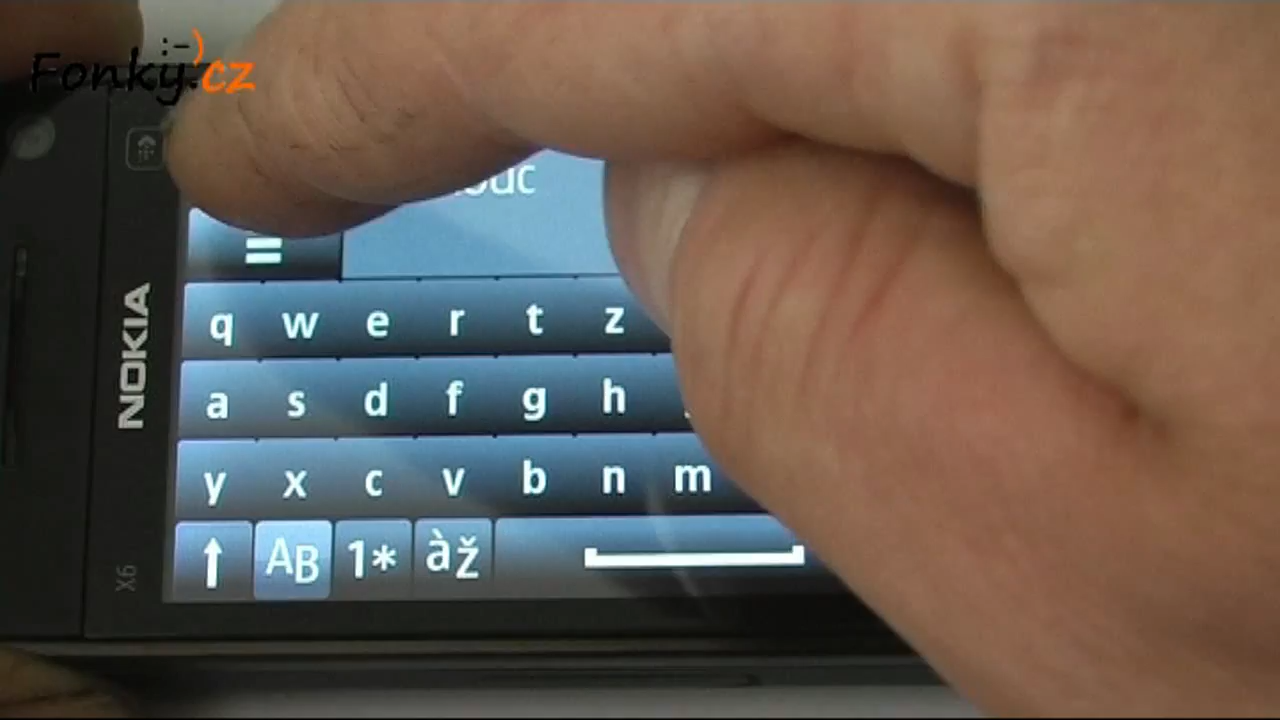 :-)
Fonky.cz
NOKIA
X6
q w e r t z
a s d f g h
y x c v b n m
AB 1* àž